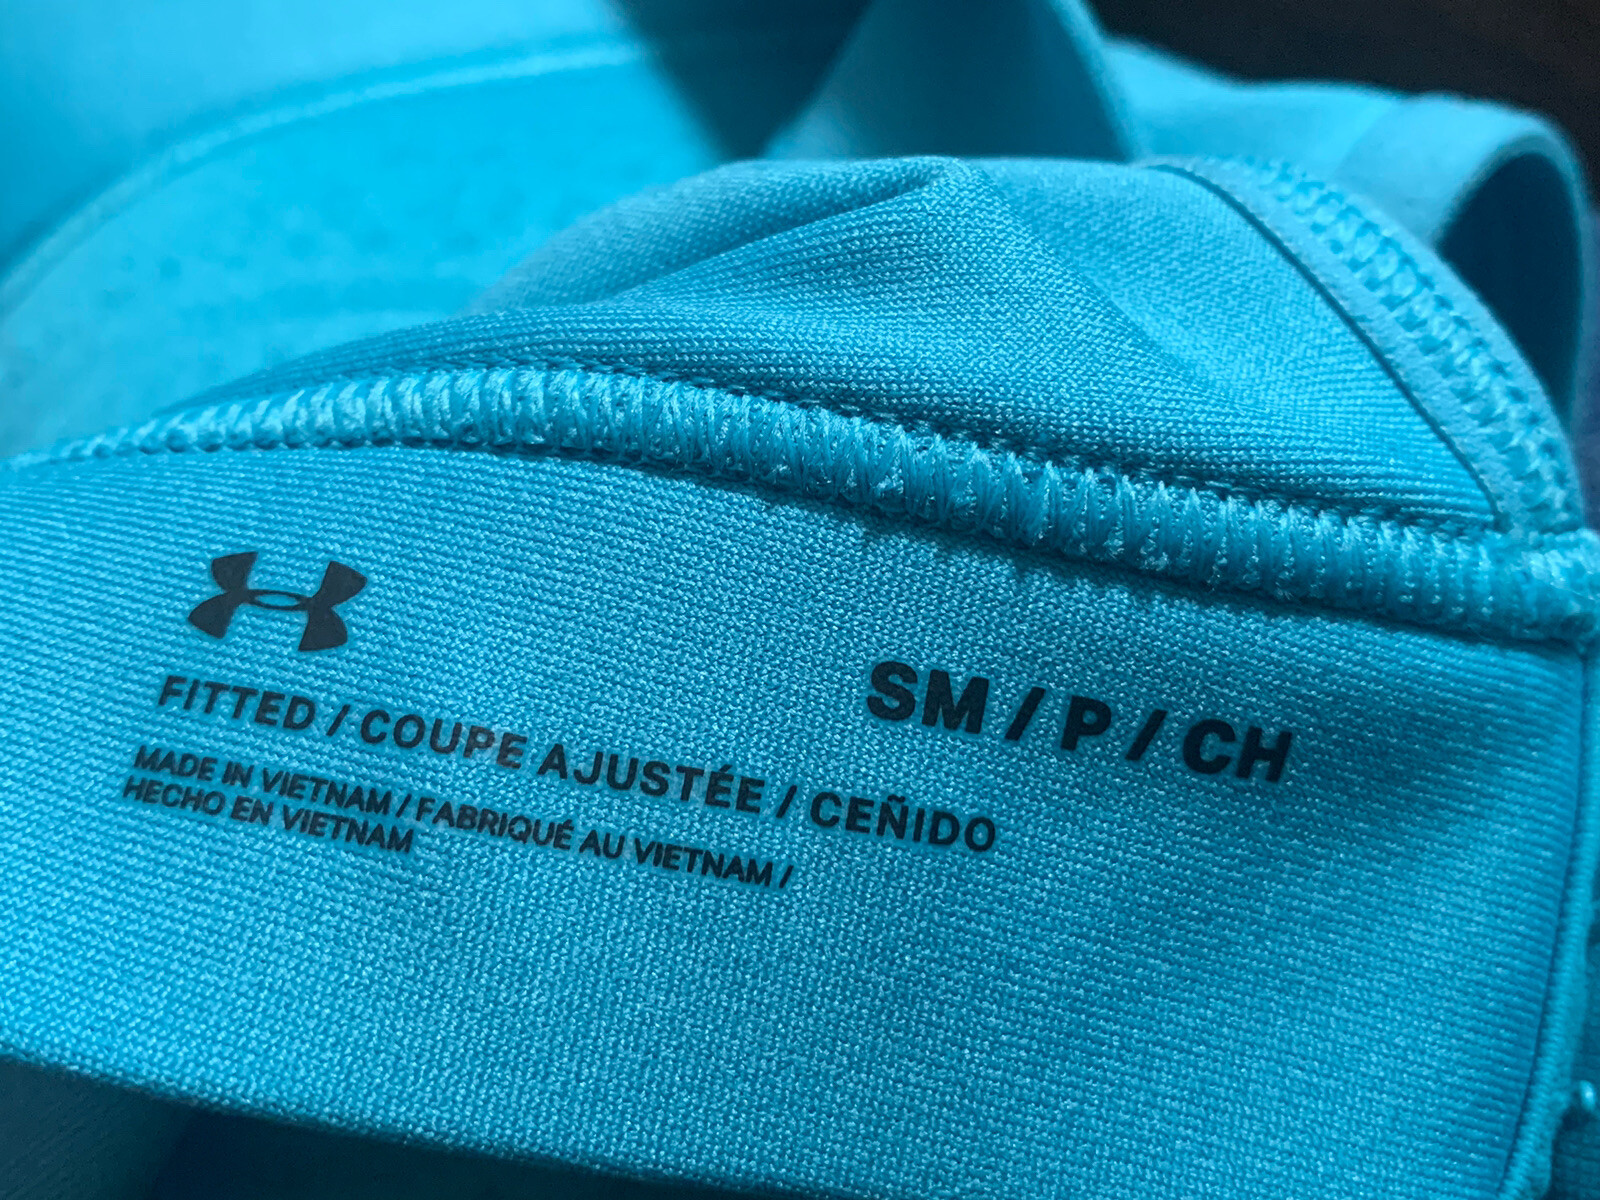 SM / P / CH
FITTED / COUPE AJUSTÉE / CEÑIDO
MADE IN VIETNAM / FABRIQUÉ AU VIETNAM /
HECHO EN VIETNAM